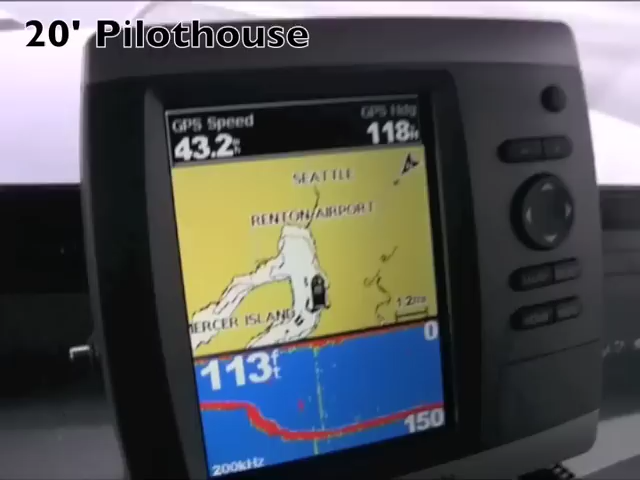 20' Pilothouse
GPS Speed
43.2
GPS Hdg
118
SEATTLE
RENTON AIRPORT
1.2
MERCER ISLAND
0
113 ft
150
200kHz